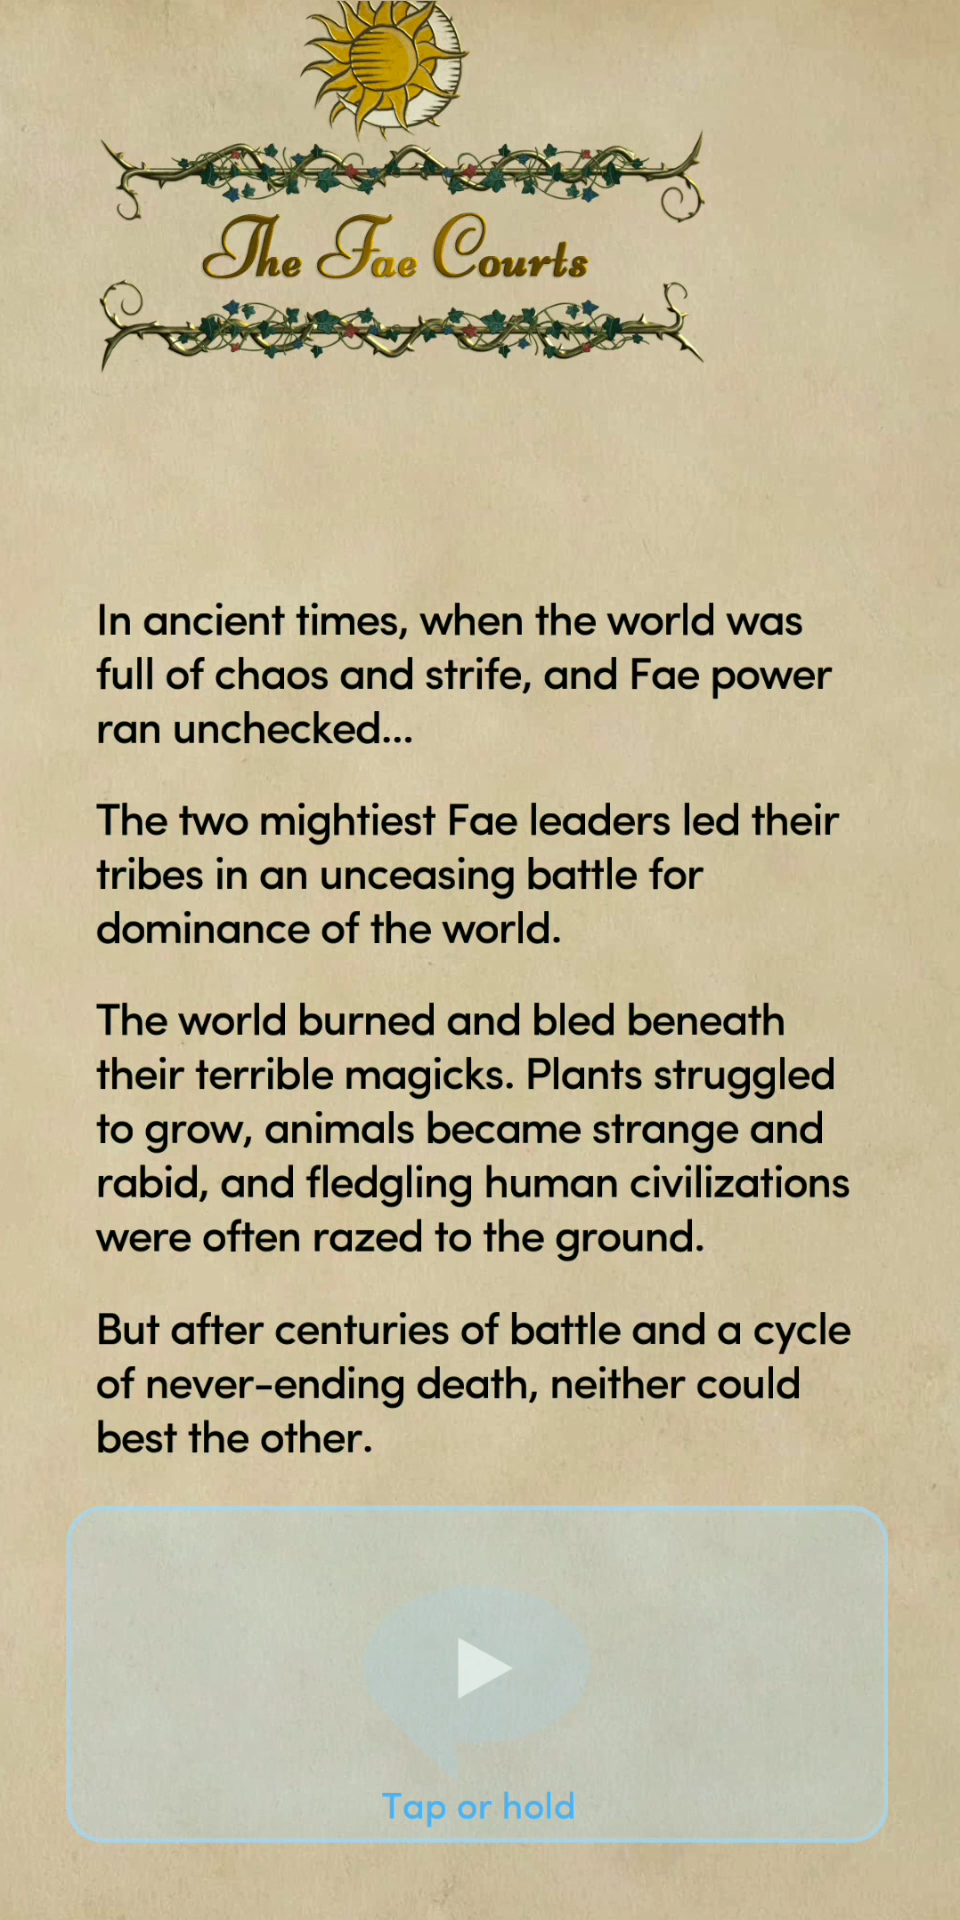 The Fae Courts
In ancient times, when the world was
full of chaos and strife, and Fae power
ran unchecked...
The two mightiest Fae leaders led their
tribes in an unceasing battle for
dominance of the world.
The world burned and bled beneath
their terrible magicks. Plants struggled
to grow, animals became strange and
rabid, and fledgling human civilizations
were often razed to the ground.
But after centuries of battle and a cycle
of never-ending death, neither could
best the other.
Tap or hold